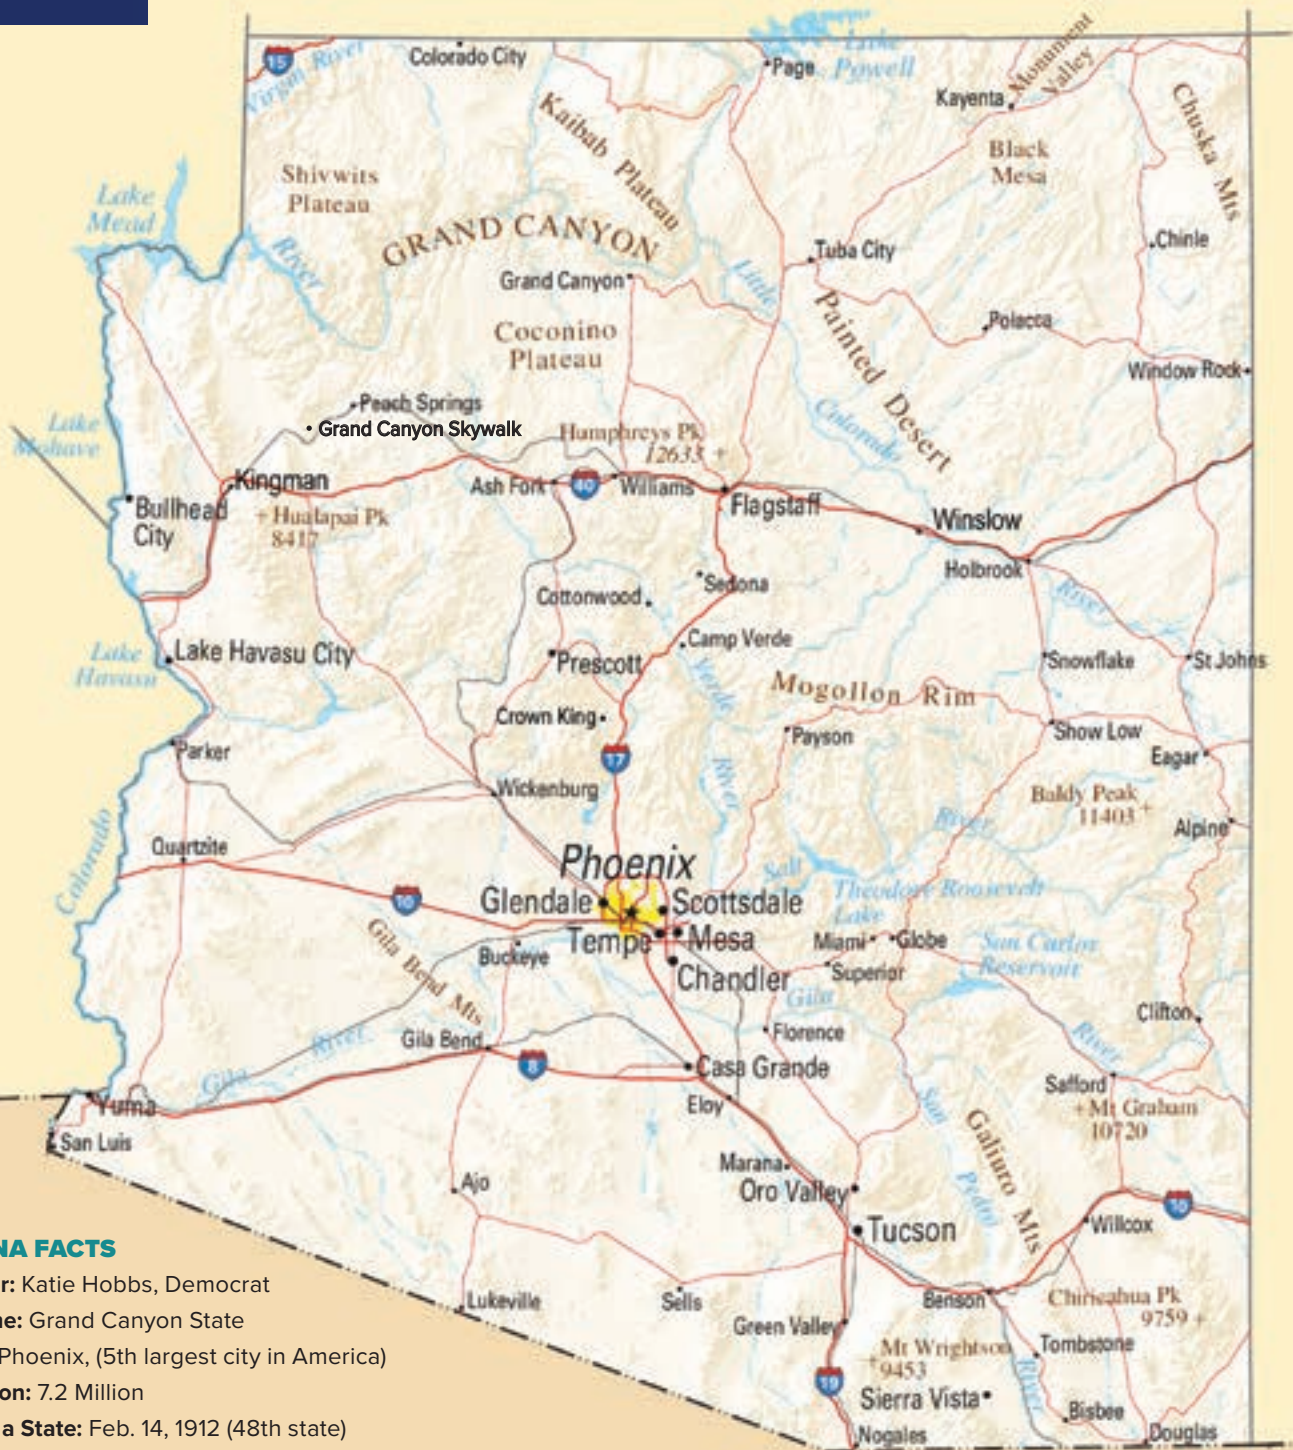 15
Virgin River
Colorado City
Lake
Powell
Page
Monument
Valley
Kayenta
Chuska Mts
Kaibab Plateau
Black
Mesa
Shivwits
Plateau
Lake
Mead
River
GRAND CANYON
Tuba City
Chinle
Grand Canyon
Little
Painted Desert
Polacca
Coconino
Plateau
Window Rock
Peach Springs
Grand Canyon Skywalk
Lake
Mohave
Humphreys Pk
12633 +
Colorado
Kingman
Ash Fork
40
Williams
Flagstaff
Bullhead
City
+ Hualapai Pk
8417
Winslow
Holbrook
Sedona
Cottonwood
River
Camp Verde
Lake Havasu City
Lake
Havasu
Prescott
Verde
River
Snowflake
St Johns
Mogollon Rim
Crown King
Payson
Show Low
Parker
17
Eagar
Wickenburg
Baldy Peak
11403 +
Alpine
Colorado
Quartzite
River
Phoenix
Salt
Theodore Roosevelt
Lake
10
Glendale
Scottsdale
Tempe
Mesa
Miami
Globe
San Carlos
Reservoir
Gila Bend Mts
Buckeye
Superior
Chandler
Gila
Clifton
River
Gila Bend
Florence
River
8
Casa Grande
Gila
Safford
Yuma
Eloy
San Pedro
Galiuro Mts
+ Mt Graham
10720
San Luis
Marana
Ajo
Oro Valley
10
Tucson
Willcox
NA FACTS
r: Katie Hobbs, Democrat
Lukeville
Sells
Benson
Chiricahua Pk
9759 +
ne: Grand Canyon State
Green Valley
Mt Wrightson
+ 9453
Tombstone
Phoenix, (5th largest city in America)
River
19
on: 7.2 Million
Sierra Vista
Bisbee
a State: Feb. 14, 1912 (48th state)
Nogales
Douglas